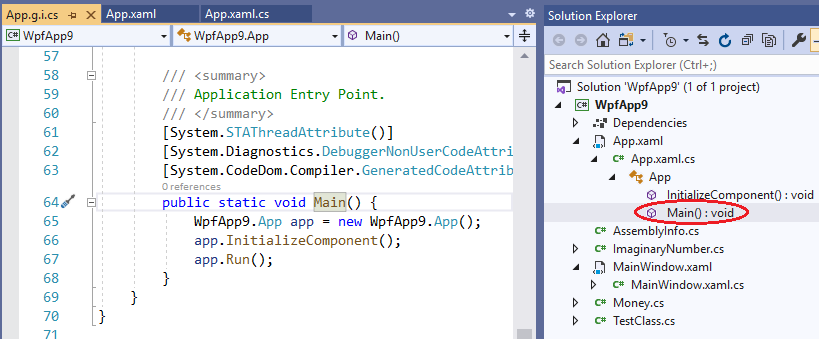 App.g.i.cs App.xaml App.xaml.cs
WpfApp9 WpfApp9.App Main()
57
58 /// <summary>
59 /// Application Entry Point.
60 /// </summary>
61 [System.STAThreadAttribute()]
62 [System.Diagnostics.DebuggerNonUserCodeAttri
63 [System.CodeDom.Compiler.GeneratedCodeAttrib
0 references
64 public static void Main() {
65 WpfApp9.App app = new WpfApp9.App();
66 app.InitializeComponent();
67 app.Run();
68 }
69 }
70 }
71
Solution Explorer
Search Solution Explorer (Ctrl+;)
Solution 'WpfApp9' (1 of 1 project)
C# WpfApp9
Dependencies
App.xaml
C# App.xaml.cs
App
InitializeComponent() : void
Main() : void
C# AssemblyInfo.cs
C# ImaginaryNumber.cs
MainWindow.xaml
C# MainWindow.xaml.cs
C# Money.cs
C# TestClass.cs